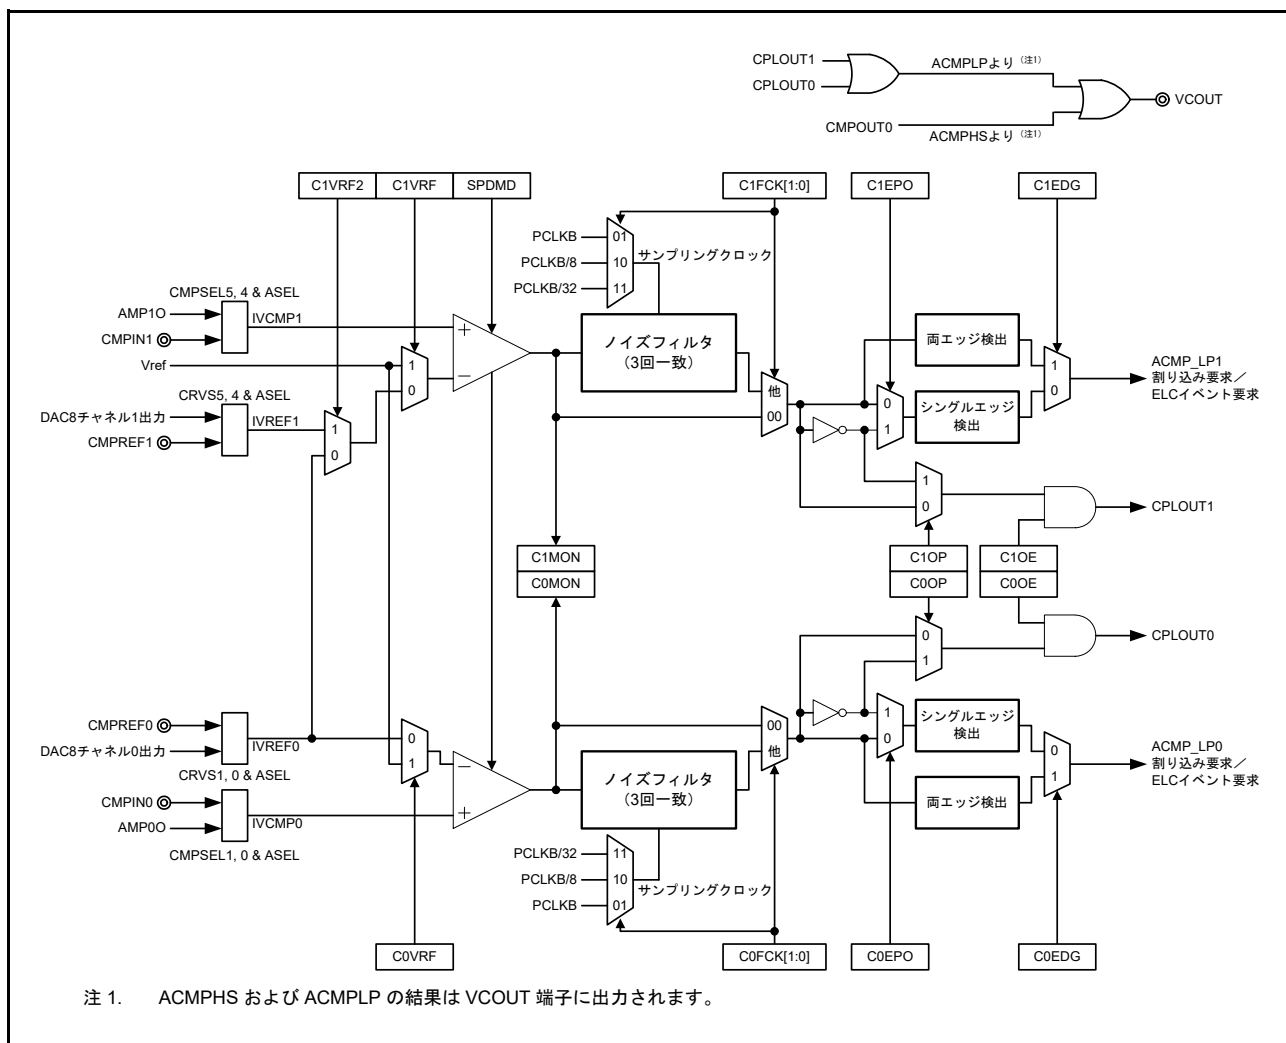 CPLOUT1
CPLOUT0
ACMPLPより（注1）
CMPOUT0
ACMPHSより（注1）
VCOUT
C1VRF2
C1VRF
SPDMD
C1FCK[1:0]
C1EPO
C1EDG
PCLKB
PCLKB/8
PCLKB/32
01
10
11
サンプリングクロック
CMPSEL5, 4 & ASEL
AMP1O
CMPIN1
IVCMP1
Vref
CRVS5, 4 & ASEL
DAC8チャネル1出力
CMPREF1
IVREF1
1
0
1
0
+
−
ノイズフィルタ
（3回一致）
他
00
0
1
両エッジ検出
シングルエッジ
検出
1
0
ACMP_LP1
割り込み要求／
ELCイベント要求
1
0
CPLOUT1
C1MON
C0MON
C1OP
C0OP
C1OE
C0OE
0
1
CPLOUT0
CMPREF0
DAC8チャネル0出力
IVREF0
CRVS1, 0 & ASEL
CMPIN0
AMP0O
IVCMP0
CMPSEL1, 0 & ASEL
0
1
−
+
ノイズフィルタ
（3回一致）
00
他
1
0
シングルエッジ
検出
両エッジ検出
0
1
ACMP_LP0
割り込み要求／
ELCイベント要求
PCLKB/32
PCLKB/8
PCLKB
11
10
01
サンプリングクロック
C0VRF
C0FCK[1:0]
C0EPO
C0EDG
注 1. ACMPHS および ACMPLP の結果は VCOUT 端子に出力されます。